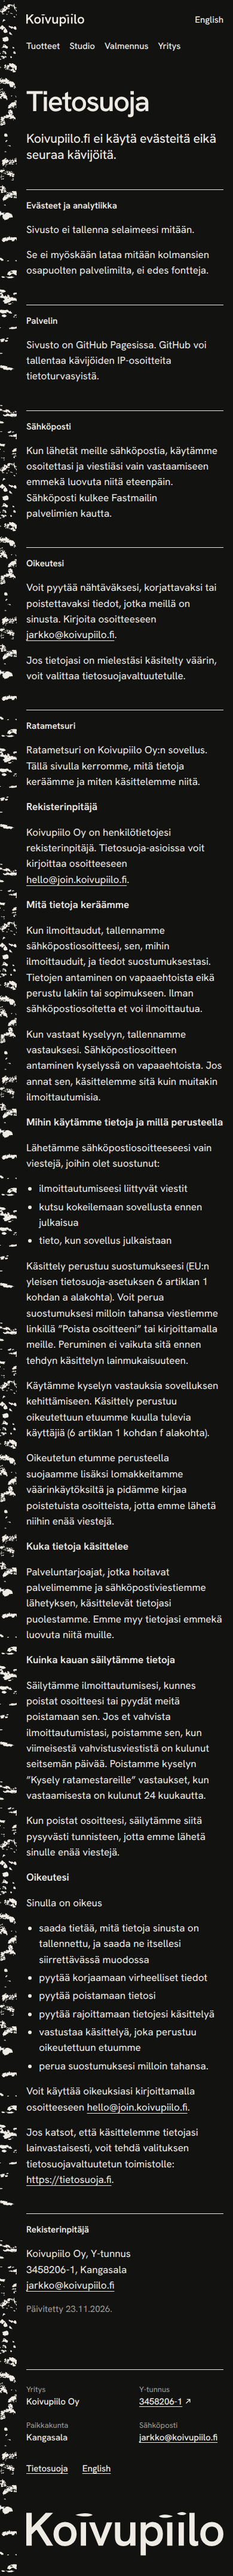 Koivupiilo
English
Tuotteet Studio Valmennus Yritys
Tietosuoja
Koivupiilo.fi ei käytä evästeitä eikä
seuraa kävijöitä.
Evästeet ja analytiikka
Sivusto ei tallenna selaimeesi mitään.
Se ei myöskään lataa mitään kolmansien
osapuolten palvelimilta, ei edes fontteja.
Palvelin
Sivusto on GitHub Pagesissa. GitHub voi
tallentaa kävijöiden IP-osoitteita
tietoturvasyistä.
Sähköposti
Kun lähetät meille sähköpostia, käytämme
osoitettasi ja viestiäsi vain vastaamiseen
emmekä luovuta niitä eteenpäin.
Sähköposti kulkee Fastmailin
palvelimien kautta.
Oikeutesi
Voit pyytää nähtäväksesi, korjattavaksi tai
poistettavaksi tiedot, jotka meillä on
sinusta. Kirjoita osoitteeseen
jarkko@koivupiilo.fi.
Jos tietojasi on mielestäsi käsitelty väärin,
voit valittaa tietosuojavaltuutetulle.
Ratametsuri
Ratametsuri on Koivupiilo Oy:n sovellus.
Tällä sivulla kerromme, mitä tietoja
keräämme ja miten käsittelemme niitä.
Rekisterinpitäjä
Koivupiilo Oy on henkilötietojesi
rekisterinpitäjä. Tietosuoja-asioissa voit
kirjoittaa osoitteeseen
hello@join.koivupiilo.fi.
Mitä tietoja keräämme
Kun ilmoittaudut, tallennamme
sähköpostiosoitteesi, sen, mihin
ilmoittauduit, ja tiedot suostumuksestasi.
Tietojen antaminen on vapaaehtoista eikä
perustu lakiin tai sopimukseen. Ilman
sähköpostiosoitetta et voi ilmoittautua.
Kun vastaat kyselyyn, tallennamme
vastauksesi. Sähköpostiosoitteen
antaminen kyselyssä on vapaaehtoista. Jos
annat sen, käsittelemme sitä kuin muitakin
ilmoittautumisia.
Mihin käytämme tietoja ja millä perusteella
Lähetämme sähköpostiosoitteeseesi vain
viestejä, joihin olet suostunut:
• ilmoittautumiseesi liittyvät viestit
• kutsu kokeilemaan sovellusta ennen
julkaisua
• tieto, kun sovellus julkaistaan
Käsittely perustuu suostumukseesi (EU:n
yleisen tietosuoja-asetuksen 6 artiklan 1
kohdan a alakohta). Voit perua
suostumuksesi milloin tahansa viestiemme
linkillä ”Poista osoitteeni” tai kirjoittamalla
meille. Peruminen ei vaikuta sitä ennen
tehdyn käsittelyn lainmukaisuuteen.
Käytämme kyselyn vastauksia sovelluksen
kehittämiseen. Käsittely perustuu
oikeutettuun etuumme kuulla tulevia
käyttäjiä (6 artiklan 1 kohdan f alakohta).
Oikeutetun etumme perusteella
suojaamme lisäksi lomakkeitamme
väärinkäytöksiltä ja pidämme kirjaa
poistetuista osoitteista, jotta emme lähetä
niihin enää viestejä.
Kuka tietoja käsittelee
Palveluntarjoajat, jotka hoitavat
palvelimemme ja sähköpostiviestiemme
lähetyksen, käsittelevät tietojasi
puolestamme. Emme myy tietojasi emmekä
luovuta niitä muille.
Kuinka kauan säilytämme tietoja
Säilytämme ilmoittautumisesi, kunnes
poistat osoitteesi tai pyydät meitä
poistamaan sen. Jos et vahvista
ilmoittautumistasi, poistamme sen, kun
viimeisestä vahvistusviestistä on kulunut
seitsemän päivää. Poistamme kyselyn
”Kysely ratamestareille” vastaukset, kun
vastaamisesta on kulunut 24 kuukautta.
Kun poistat osoitteesi, säilytämme siitä
pysyvästi tunnisteen, jotta emme lähetä
sinulle enää viestejä.
Oikeutesi
Sinulla on oikeus
• saada tietää, mitä tietoja sinusta on
tallennettu, ja saada ne itsellesi
siirrettävässä muodossa
• pyytää korjaamaan virheelliset tiedot
• pyytää poistamaan tietosi
• pyytää rajoittamaan tietojesi käsittelyä
• vastustaa käsittelyä, joka perustuu
oikeutettuun etuumme
• perua suostumuksesi milloin tahansa.
Voit käyttää oikeuksiasi kirjoittamalla
osoitteeseen hello@join.koivupiilo.fi.
Jos katsot, että käsittelemme tietojasi
lainvastaisesti, voit tehdä valituksen
tietosuojavaltuutetun toimistolle:
https://tietosuoja.fi.
Rekisterinpitäjä
Koivupiilo Oy, Y-tunnus
3458206-1, Kangasala
jarkko@koivupiilo.fi
Päivitetty 23.11.2026.
Yritys
Koivupiilo Oy
Y-tunnus
3458206-1 ↗
Paikkakunta
Kangasala
Sähköposti
jarkko@koivupiilo.fi
Tietosuoja English
Koivupiilo